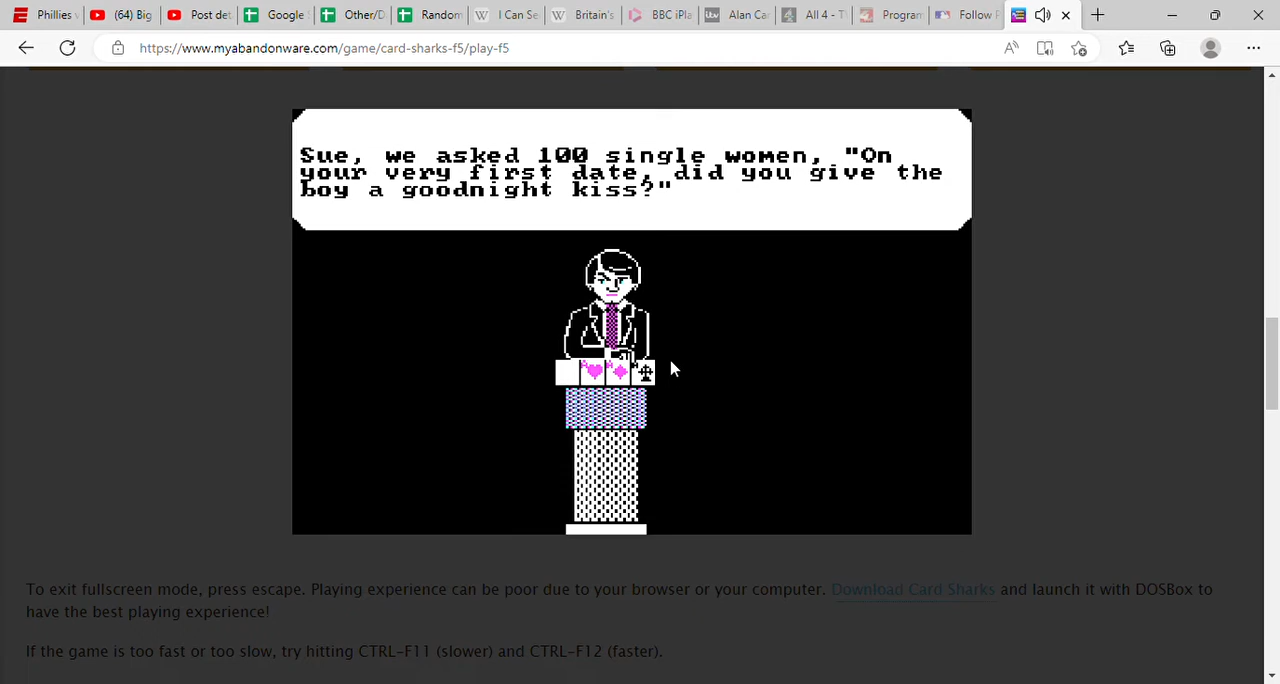 Phillies
(64) Big
Post det
Google
Other/D
Random
I Can Se
Britain's
BBC iPla
Alan Ca
All 4 - T
Program
Follow
https://www.myabandonware.com/game/card-sharks-f5/play-f5
Sue, we asked 100 single women, "On
your very first date, did you give the
boy a goodnight kiss?"
To exit fullscreen mode, press escape. Playing experience can be poor due to your browser or your computer. Download Card Sharks and launch it with DOSBox to
have the best playing experience!
If the game is too fast or too slow, try hitting CTRL-F11 (slower) and CTRL-F12 (faster).